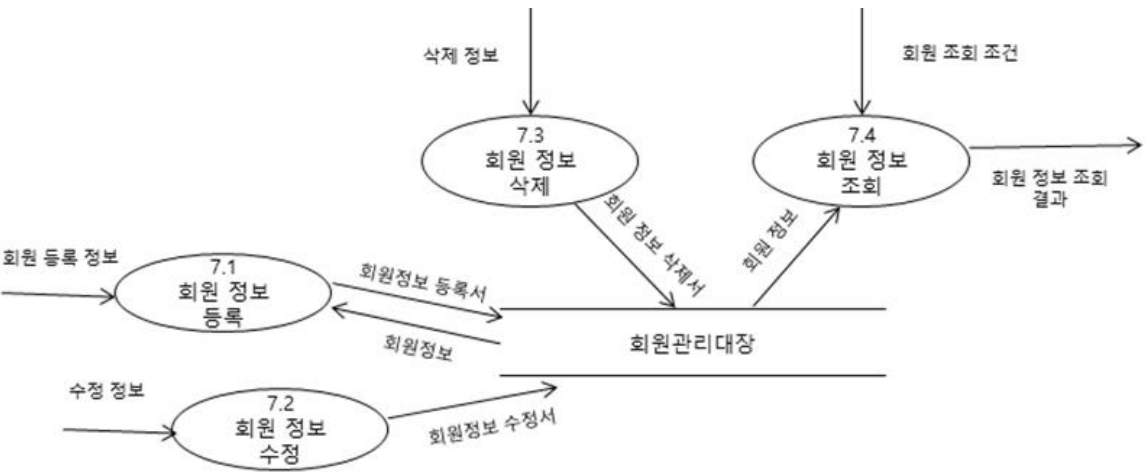 삭제 정보
회원 조회 조건
7.3
회원 정보
삭제
7.4
회원 정보
조회
회원 정보 조회
결과
회원 정보 삭제서
회원 정보
회원 등록 정보
7.1
회원 정보
등록
회원정보 등록서
회원정보
회원관리대장
수정 정보
7.2
회원 정보
수정
회원정보 수정서